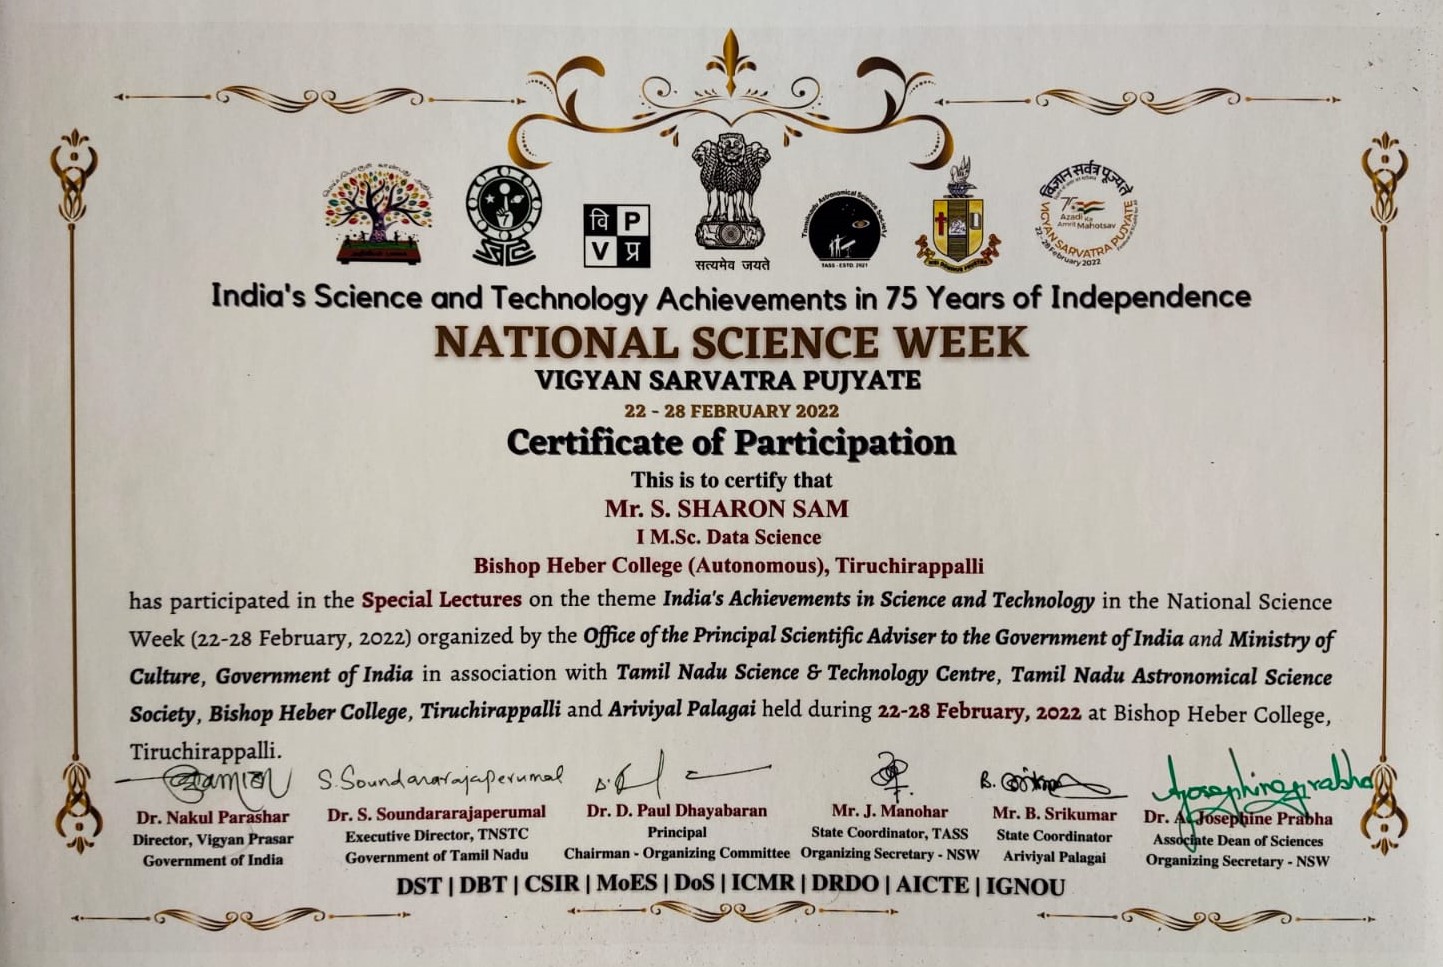 वि P
V प्र
सत्यमेव जयते
Tamilnadu Astronomical Science Society
TASS - ESTD. 2021
विज्ञान सर्वत्र पूज्यते
Azadi Ka
Amrit Mahotsav
VIGYAN SARVATRA PUJYATE
22 - 28 February 2022
India's Science and Technology Achievements in 75 Years of Independence
NATIONAL SCIENCE WEEK
VIGYAN SARVATRA PUJYATE
22 - 28 FEBRUARY 2022
Certificate of Participation
This is to certify that
Mr. S. SHARON SAM
I M.Sc. Data Science
Bishop Heber College (Autonomous), Tiruchirappalli
has participated in the Special Lectures on the theme India's Achievements in Science and Technology in the National Science
Week (22-28 February, 2022) organized by the Office of the Principal Scientific Adviser to the Government of India and Ministry of
Culture, Government of India in association with Tamil Nadu Science & Technology Centre, Tamil Nadu Astronomical Science
Society, Bishop Heber College, Tiruchirappalli and Ariviyal Palagai held during 22-28 February, 2022 at Bishop Heber College,
Tiruchirappalli.
S. Soundararajaperumal
B.
A Josephine Prabha
Dr. Nakul Parashar
Director, Vigyan Prasar
Government of India
Dr. S. Soundararajaperumal
Executive Director, TNSTC
Government of Tamil Nadu
Dr. D. Paul Dhayabaran
Principal
Chairman - Organizing Committee
Mr. J. Manohar
State Coordinator, TASS
Organizing Secretary - NSW
Mr. B. Srikumar
State Coordinator
Ariviyal Palagai
Dr. A. Josephine Prabha
Associate Dean of Sciences
Organizing Secretary - NSW
DST | DBT | CSIR | MoES | DoS | ICMR | DRDO | AICTE | IGNOU